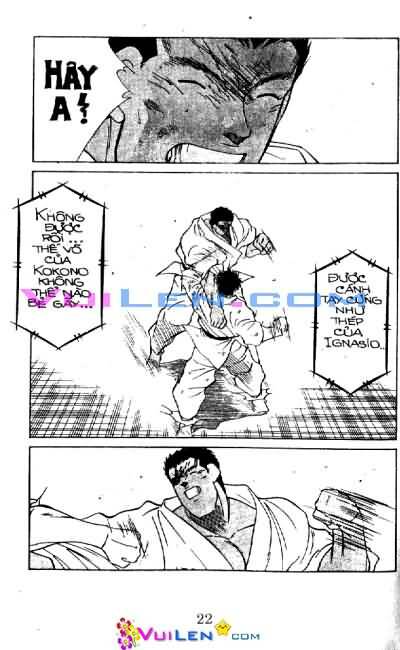 HÂY
A!
KHÔNG
ĐƯỢC
RỒI...
THẾ VÕ
CỦA
KOKONO
KHÔNG
THỂ NÀO
BẺ GÃY...
ĐƯỢC
CÁNH
TAY CỨNG
NHƯ
THÉP
CỦA
IGNASIO..
VUILEN.COM
22
VUILEN.COM